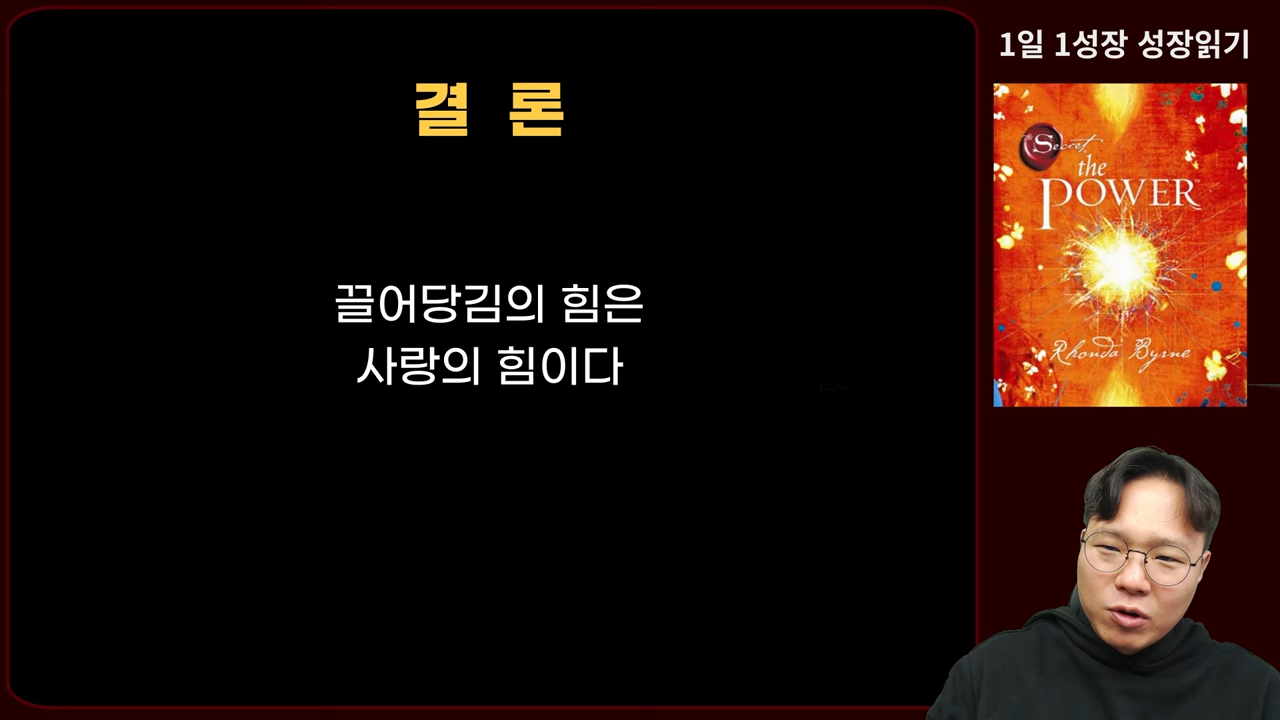 결 론
끌어당김의 힘은
사랑의 힘이다
1일 1성장 성장읽기
The Secret
the
POWER
Rhonda Byrne